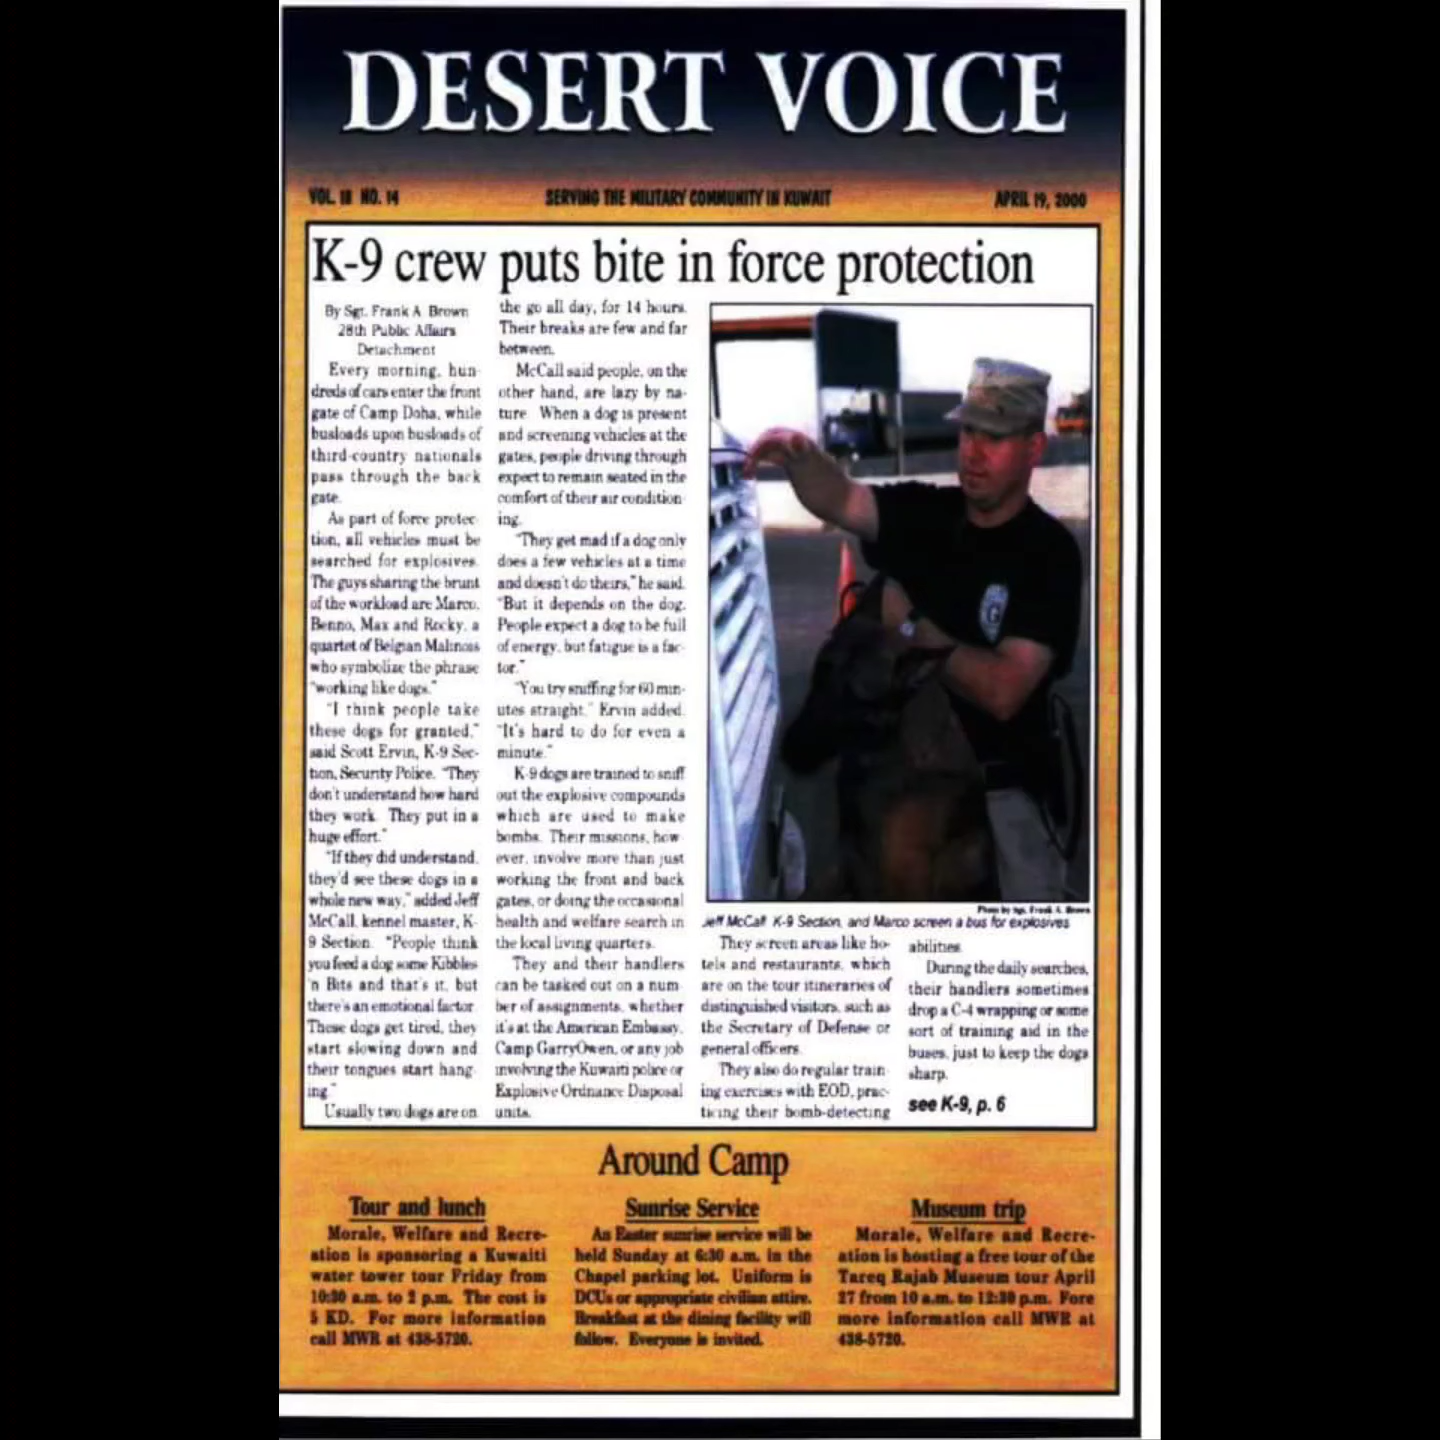 DESERT VOICE
VOL. 18 NO. 14
SERVING THE MILITARY COMMUNITY IN KUWAIT
APRIL 19, 2000
K-9 crew puts bite in force protection
By Sgt. Frank A. Brown
28th Public Affairs
Detachment
Every morning, hun-
dreds of cars enter the front
gate of Camp Doha, while
busloads upon busloads of
third-country nationals
pass through the back
gate.
As part of force protec-
tion, all vehicles must be
searched for explosives.
The guys sharing the brunt
of the workload are Marco,
Benno, Max and Rocky, a
quartet of Belgian Malinois
who symbolize the phrase
"working like dogs."
"I think people take
these dogs for granted,"
said Scott Ervin, K-9 Sec-
tion, Security Police. "They
don't understand how hard
they work. They put in a
huge effort."
"If they did understand,
they'd see these dogs in a
whole new way," added Jeff
McCall, kennel master, K-
9 Section. "People think
you feed a dog some Kibbles
'n Bits and that's it, but
there's an emotional factor.
These dogs get tired, they
start slowing down and
their tongues start hang-
ing."
Usually two dogs are on
the go all day, for 14 hours.
Their breaks are few and far
between.
McCall said people, on the
other hand, are lazy by na-
ture. When a dog is present
and screening vehicles at the
gates, people driving through
expect to remain seated in the
comfort of their air condition-
ing.
"They get mad if a dog only
does a few vehicles at a time
and doesn't do theirs," he said.
"But it depends on the dog.
People expect a dog to be full
of energy, but fatigue is a fac-
tor."
"You try sniffing for 60 min-
utes straight," Ervin added.
"It's hard to do for even a
minute."
K-9 dogs are trained to sniff
out the explosive compounds
which are used to make
bombs. Their missions, how-
ever, involve more than just
working the front and back
gates, or doing the occasional
health and welfare search in
the local living quarters.
They and their handlers
can be tasked out on a num-
ber of assignments, whether
it's at the American Embassy,
Camp GarryOwen, or any job
involving the Kuwaiti police or
Explosive Ordnance Disposal
units.
Photo by Sgt. Frank A. Brown
Jeff McCall, K-9 Section, and Marco screen a bus for explosives
They screen areas like ho-
tels and restaurants, which
are on the tour itineraries of
distinguished visitors, such as
the Secretary of Defense or
general officers.
They also do regular train-
ing exercises with EOD, prac-
ticing their bomb-detecting
abilities.
During the daily searches,
their handlers sometimes
drop a C-4 wrapping or some
sort of training aid in the
buses, just to keep the dogs
sharp.
see K-9, p. 6
Around Camp
Tour and lunch
Morale, Welfare and Recre-
ation is sponsoring a Kuwaiti
water tower tour Friday from
10:30 a.m. to 2 p.m. The cost is
5 KD. For more information
call MWR at 438-5720.
Sunrise Service
An Easter sunrise service will be
held Sunday at 6:30 a.m. in the
Chapel parking lot. Uniform is
DCUs or appropriate civilian attire.
Breakfast at the dining facility will
follow. Everyone is invited.
Museum trip
Morale, Welfare and Recre-
ation is hosting a free tour of the
Tareq Rajab Museum tour April
27 from 10 a.m. to 12:30 p.m. Fore
more information call MWR at
438-5720.